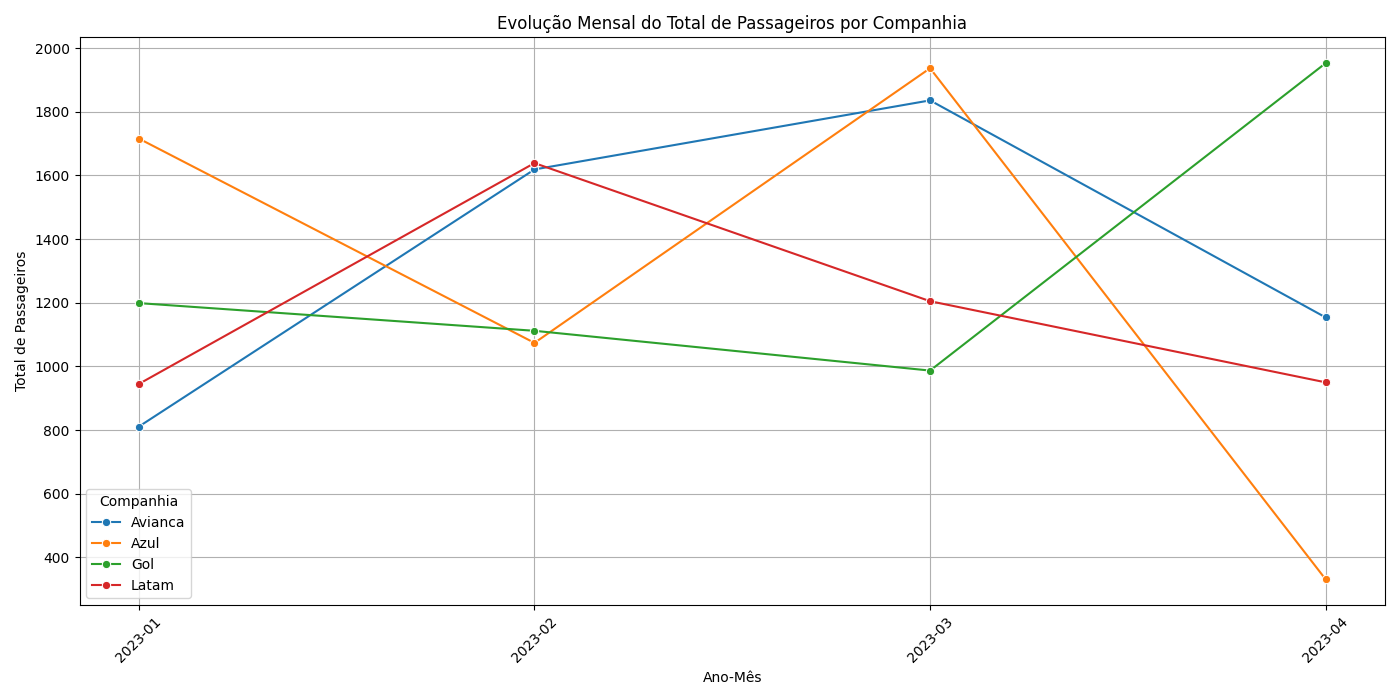 Evolução Mensal do Total de Passageiros por Companhia
Total de Passageiros
2000
1800
1600
1400
1200
1000
800
600
400
Companhia
Avianca
Azul
Gol
Latam
2023-01
2023-02
2023-03
2023-04
Ano-Mês